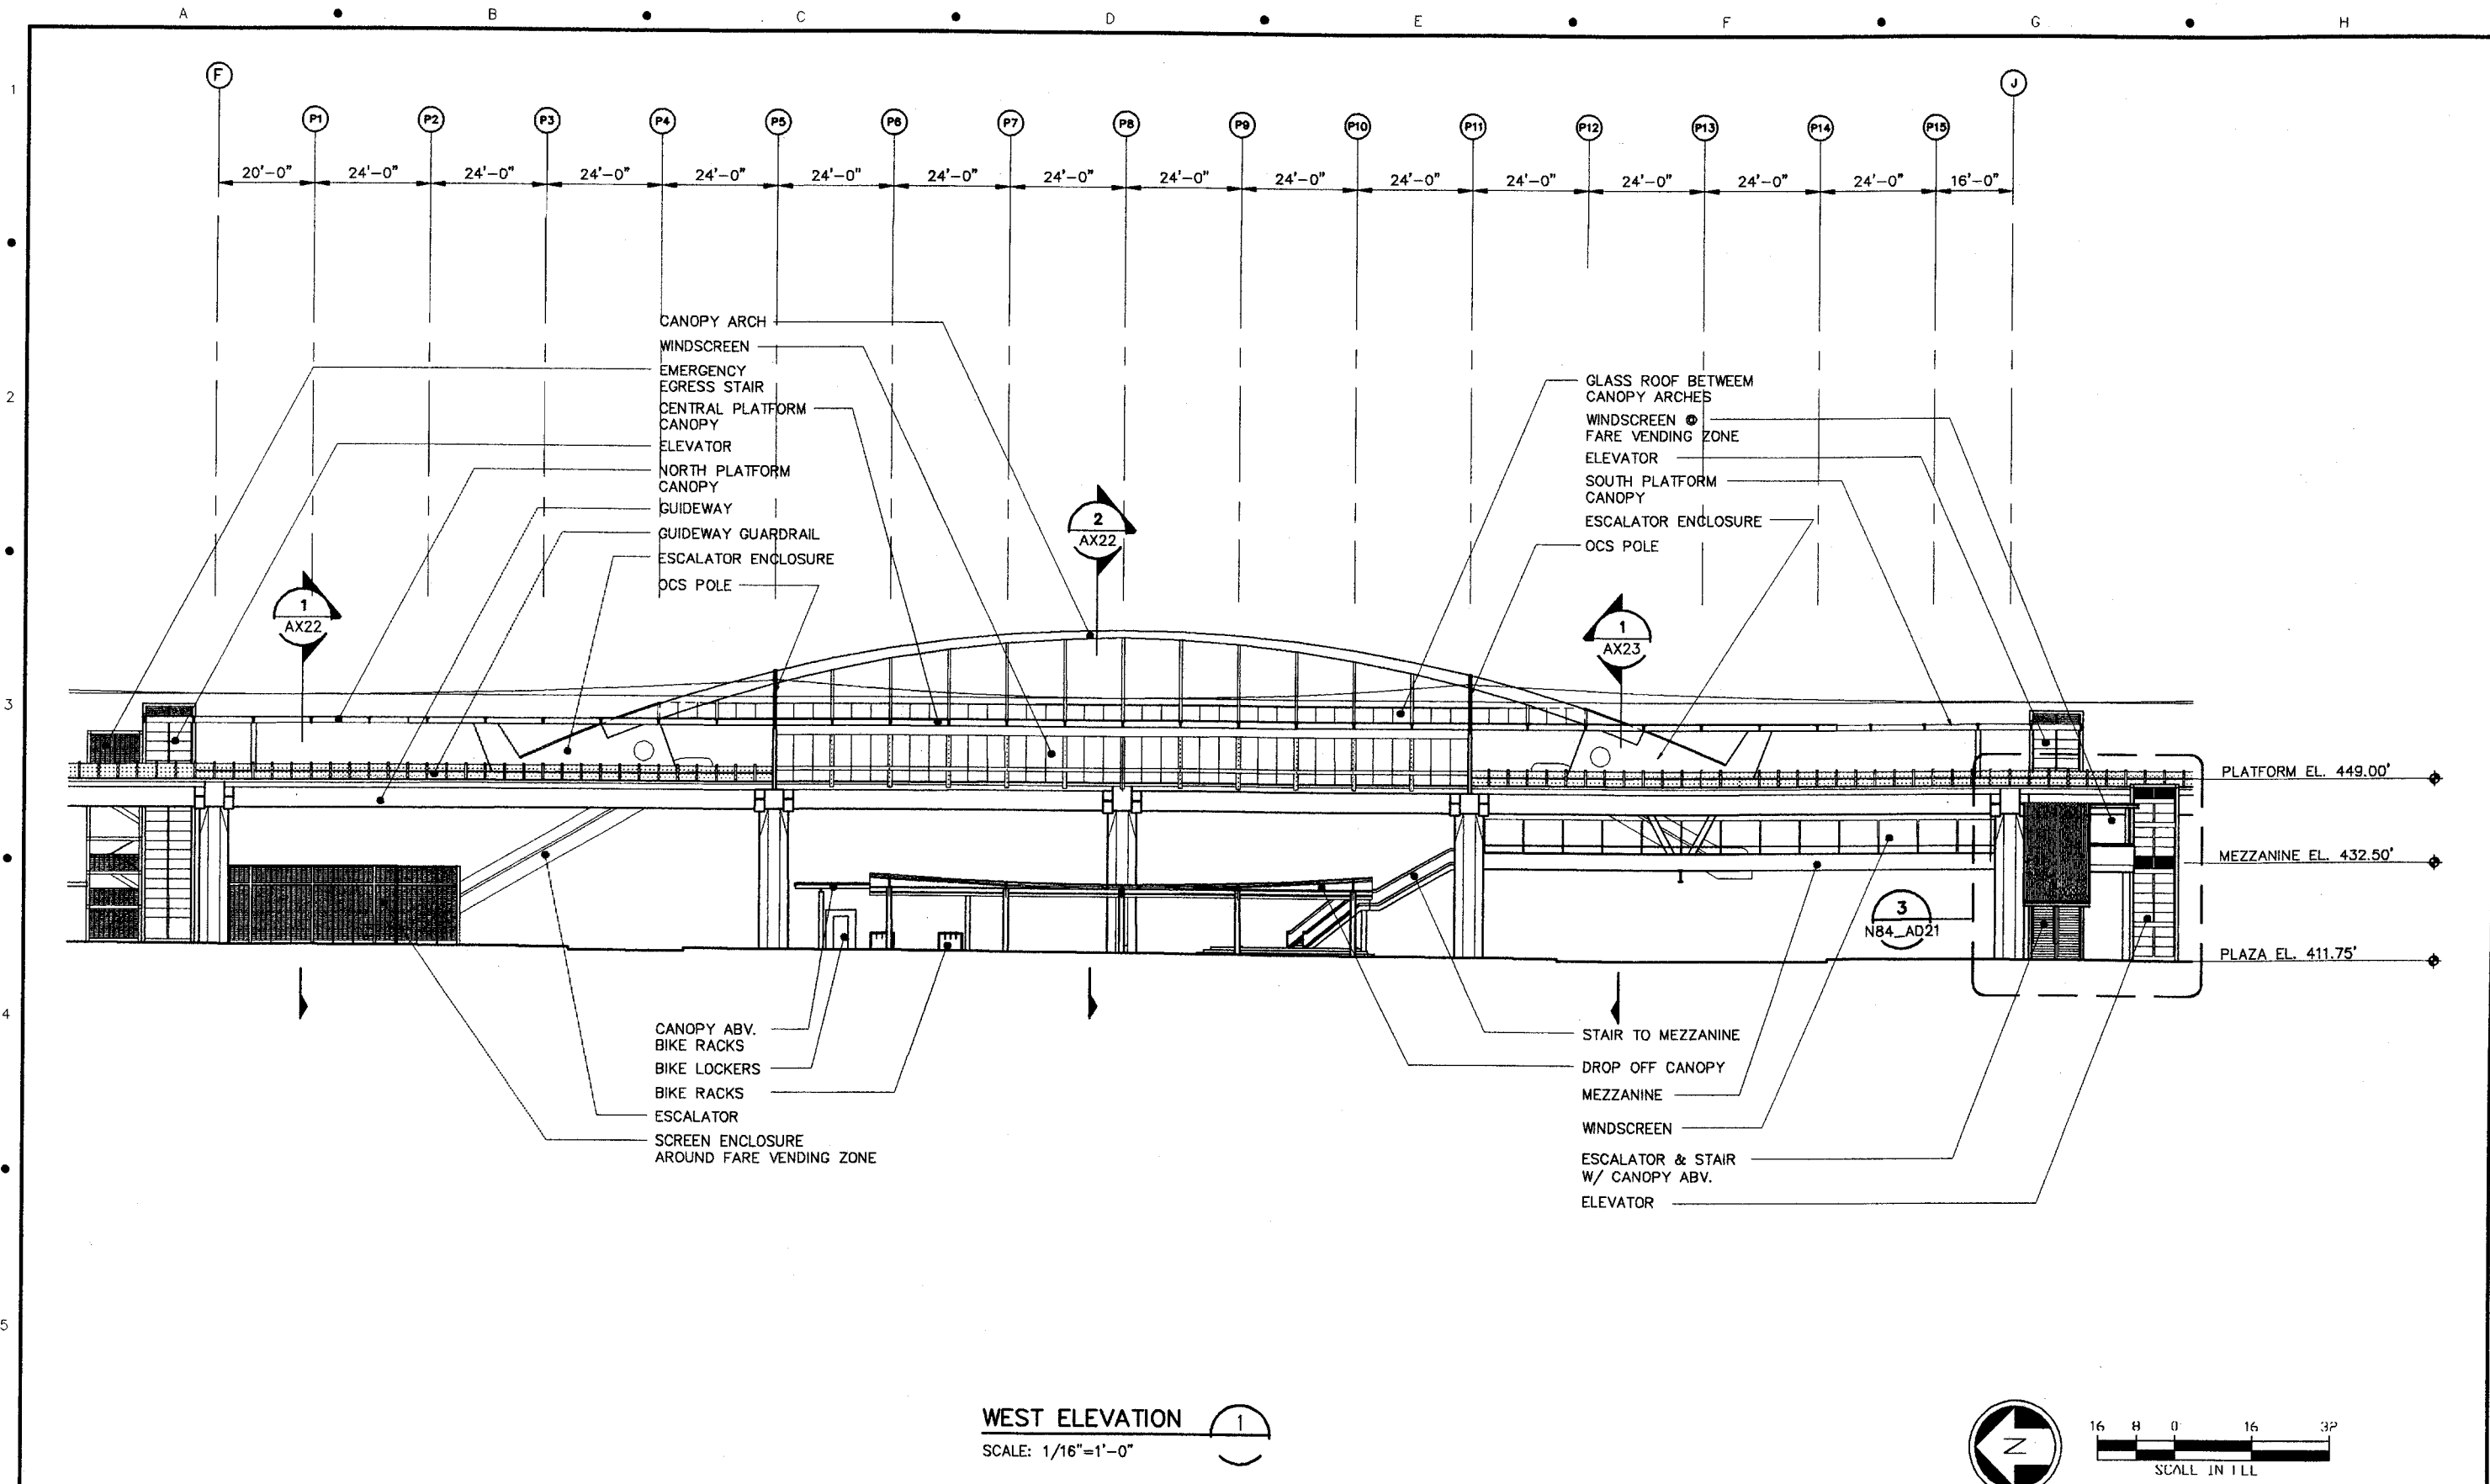 A B C D E F G H
1
2
3
4
5
F J
P1 P2 P3 P4 P5 P6 P7 P8 P9 P10 P11 P12 P13 P14 P15
20'-0" 24'-0" 24'-0" 24'-0" 24'-0" 24'-0" 24'-0" 24'-0" 24'-0" 24'-0" 24'-0" 24'-0" 24'-0" 24'-0" 24'-0" 16'-0"
CANOPY ARCH
WINDSCREEN
EMERGENCY
EGRESS STAIR
CENTRAL PLATFORM
CANOPY
ELEVATOR
NORTH PLATFORM
CANOPY
GUIDEWAY
GUIDEWAY GUARDRAIL
ESCALATOR ENCLOSURE
OCS POLE
GLASS ROOF BETWEEM
CANOPY ARCHES
WINDSCREEN @
FARE VENDING ZONE
ELEVATOR
SOUTH PLATFORM
CANOPY
ESCALATOR ENCLOSURE
OCS POLE
1
AX22
2
AX22
1
AX23
PLATFORM EL. 449.00'
MEZZANINE EL. 432.50'
PLAZA EL. 411.75'
3
N84_AD21
CANOPY ABV.
BIKE RACKS
BIKE LOCKERS
BIKE RACKS
ESCALATOR
SCREEN ENCLOSURE
AROUND FARE VENDING ZONE
STAIR TO MEZZANINE
DROP OFF CANOPY
MEZZANINE
WINDSCREEN
ESCALATOR & STAIR
W/ CANOPY ABV.
ELEVATOR
WEST ELEVATION 1
SCALE: 1/16"=1'-0"
N
16 8 0 16 32
SCALE IN